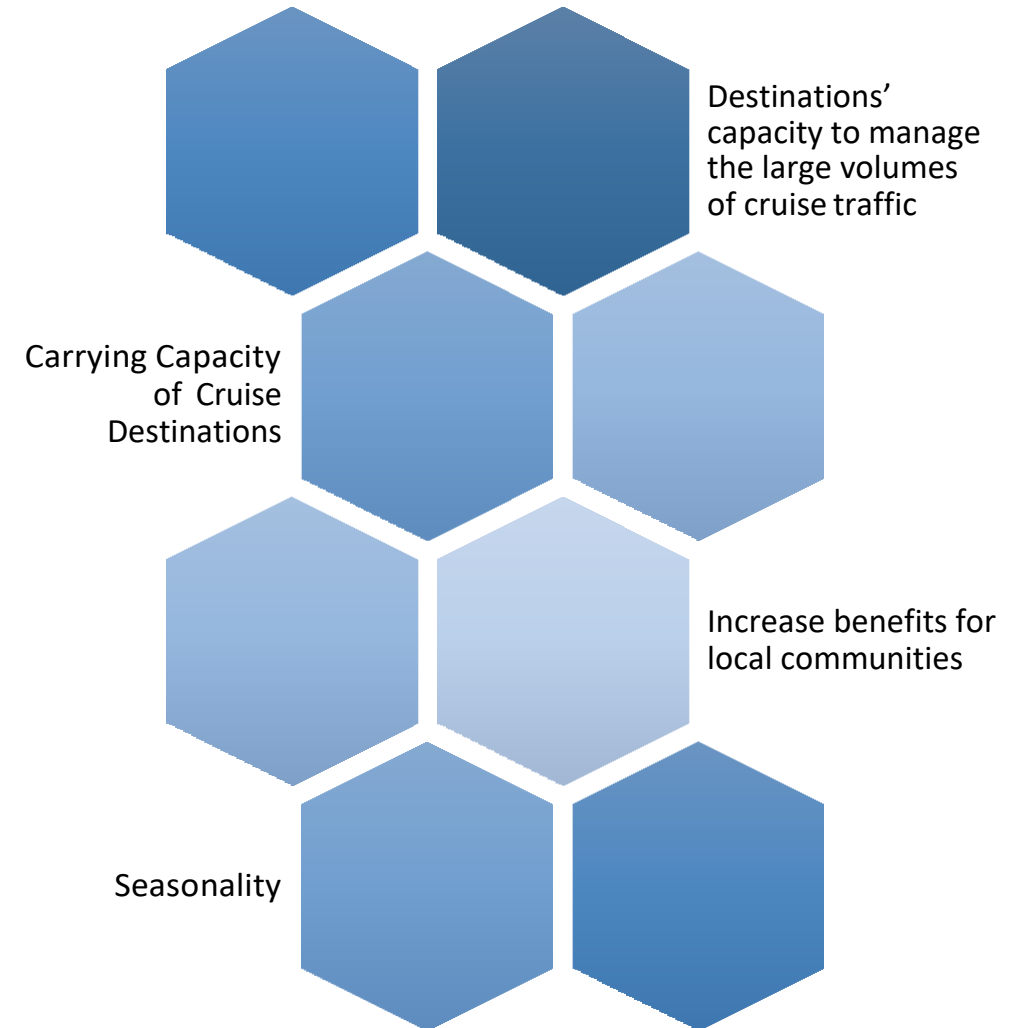 Destinations’
capacity to manage
the large volumes
of cruise traffic
Carrying Capacity
of Cruise
Destinations
Increase benefits for
local communities
Seasonality